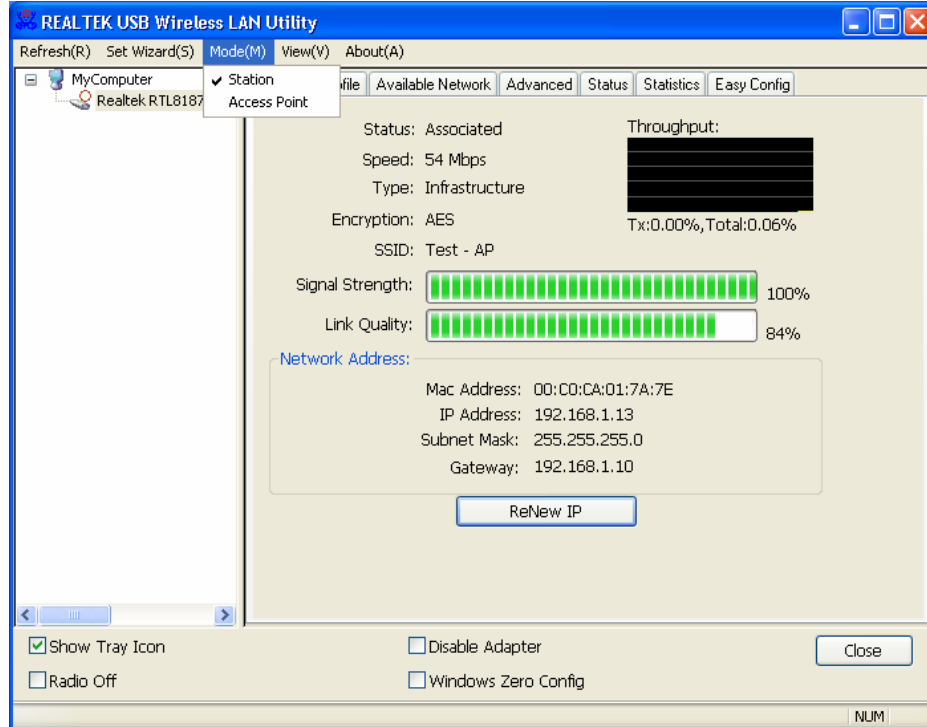 REALTEK USB Wireless LAN Utility
Refresh(R) Set Wizard(S) Mode(M) View(V) About(A)
Station
Access Point
MyComputer
Realtek RTL8187
file Available Network Advanced Status Statistics Easy Config
Status: Associated
Speed: 54 Mbps
Type: Infrastructure
Encryption: AES
SSID: Test - AP
Throughput:
Tx:0.00%,Total:0.06%
Signal Strength: 100%
Link Quality: 84%
Network Address:
Mac Address: 00:C0:CA:01:7A:7E
IP Address: 192.168.1.13
Subnet Mask: 255.255.255.0
Gateway: 192.168.1.10
ReNew IP
Show Tray Icon
Disable Adapter
Close
Radio Off
Windows Zero Config
NUM